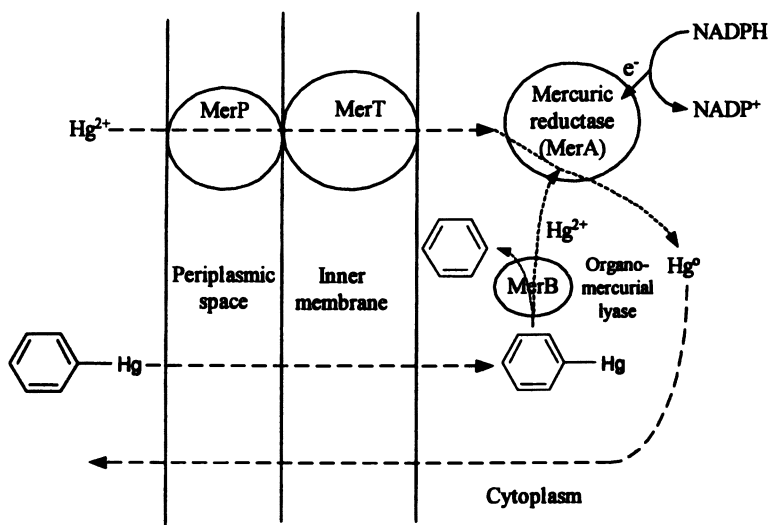 NADPH
e-
NADP+
MerP
MerT
Mercuric
reductase
(MerA)
Hg2+
Hg2+
Hg°
Periplasmic
space
Inner
membrane
MerB
Organo-
mercurial
lyase
Hg
Hg
Cytoplasm